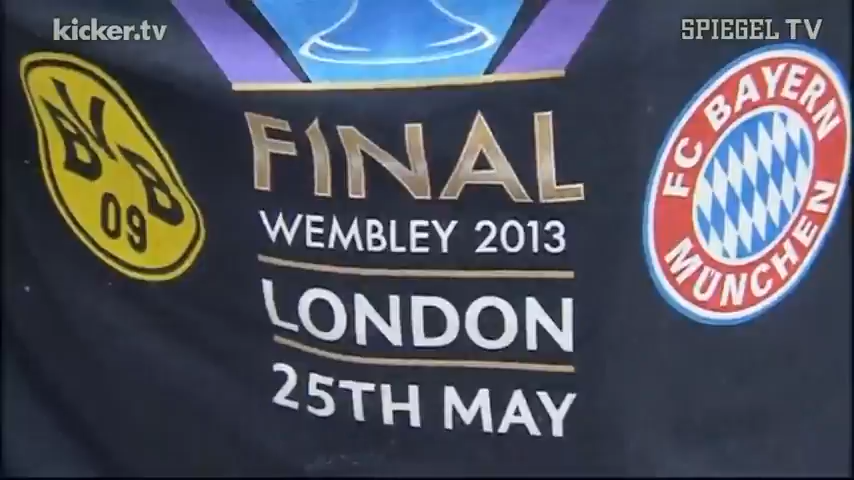 kicker.tv
SPIEGEL TV
BVB
09
FINAL
WEMBLEY 2013
LONDON
25TH MAY
FC BAYERN
MÜNCHEN